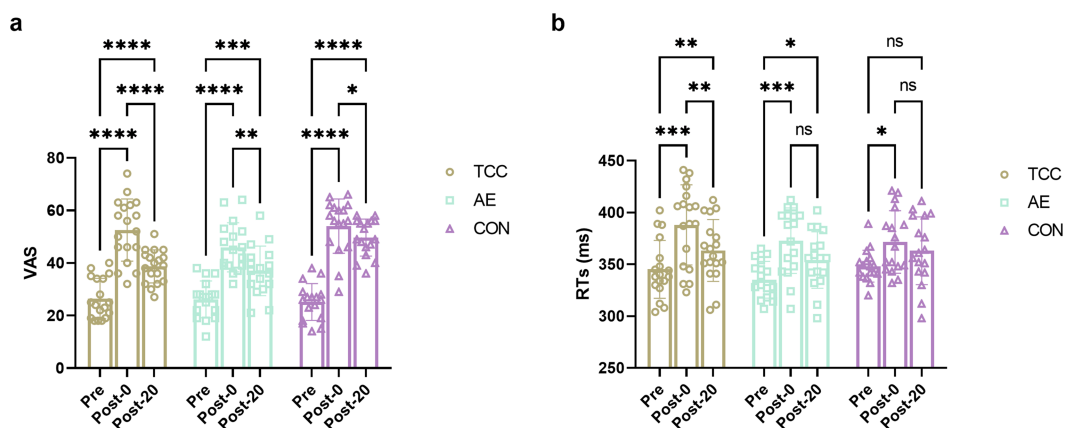 a
**** *** ****
**** **** *
**** ** ****
VAS
80
60
40
20
0
Pre Post-0 Post-20 Pre Post-0 Post-20 Pre Post-0 Post-20
TCC
AE
CON
b
** * ns
*** ns
*** ** ns *
RTs (ms)
450
400
350
300
250
Pre Post-0 Post-20 Pre Post-0 Post-20 Pre Post-0 Post-20
TCC
AE
CON